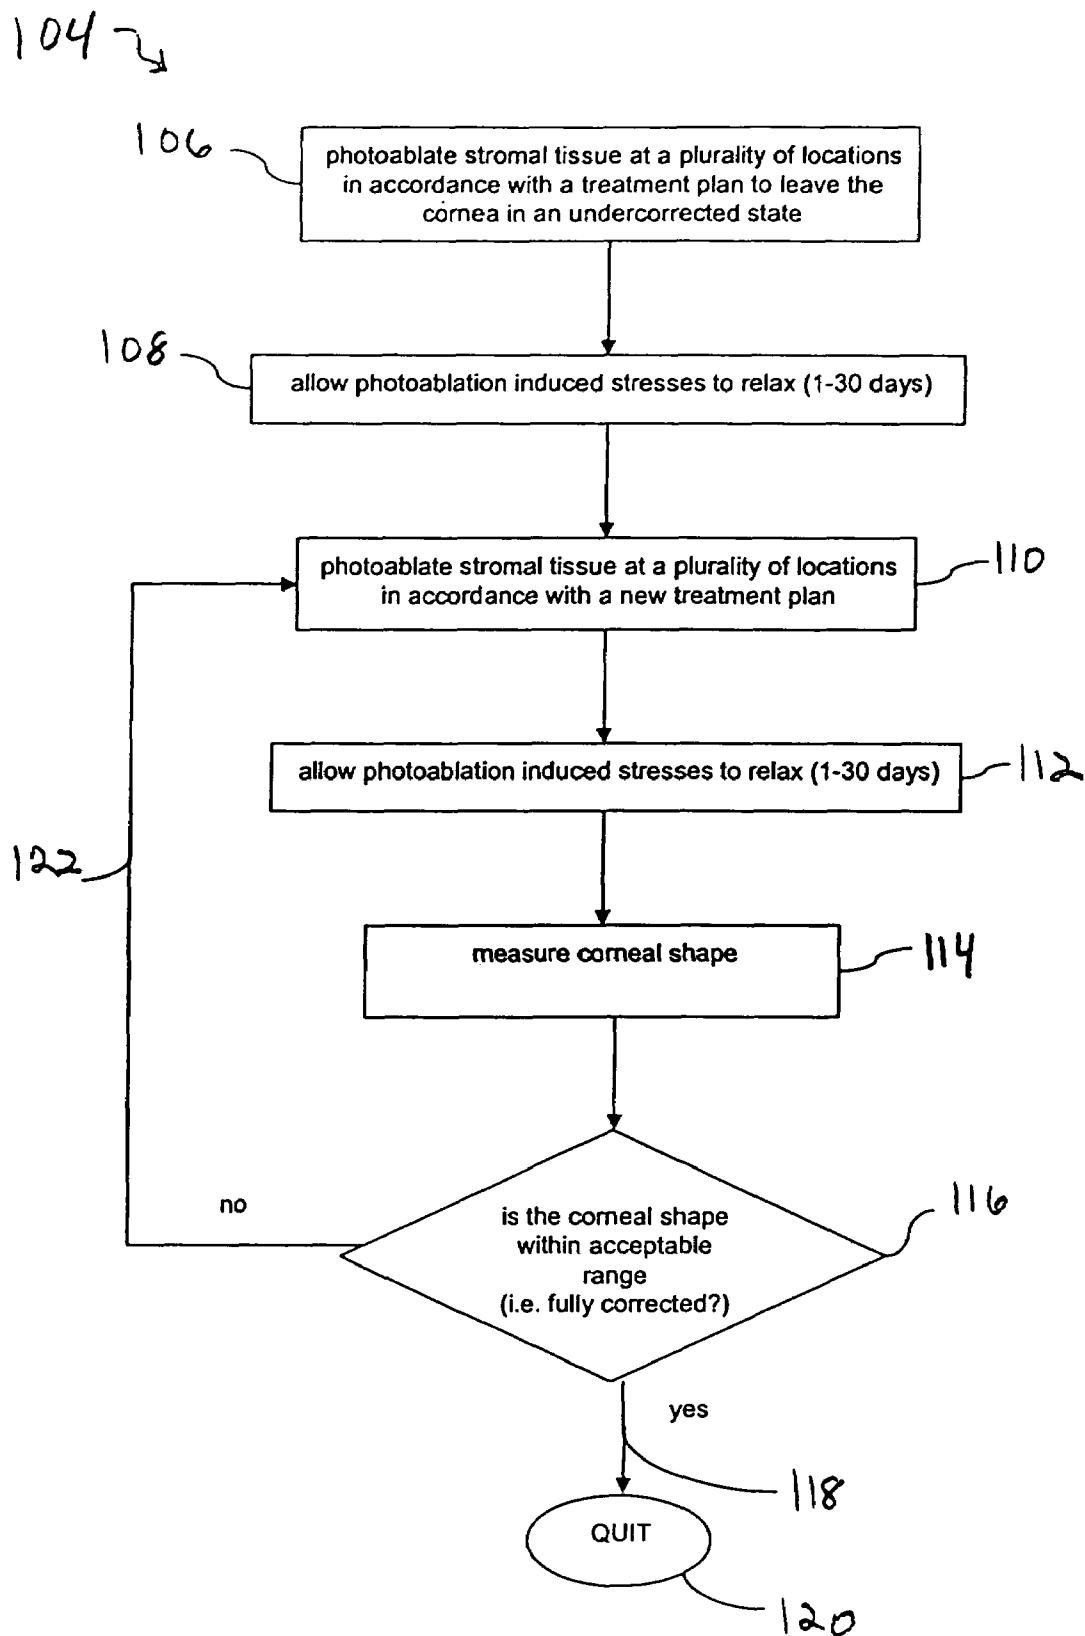 104
106
photoablate stromal tissue at a plurality of locations
in accordance with a treatment plan to leave the
cornea in an undercorrected state
108
allow photoablation induced stresses to relax (1-30 days)
photoablate stromal tissue at a plurality of locations
in accordance with a new treatment plan
110
allow photoablation induced stresses to relax (1-30 days)
112
122
measure corneal shape
114
no
is the corneal shape
within acceptable
range
(i.e. fully corrected?)
116
yes
118
QUIT
120